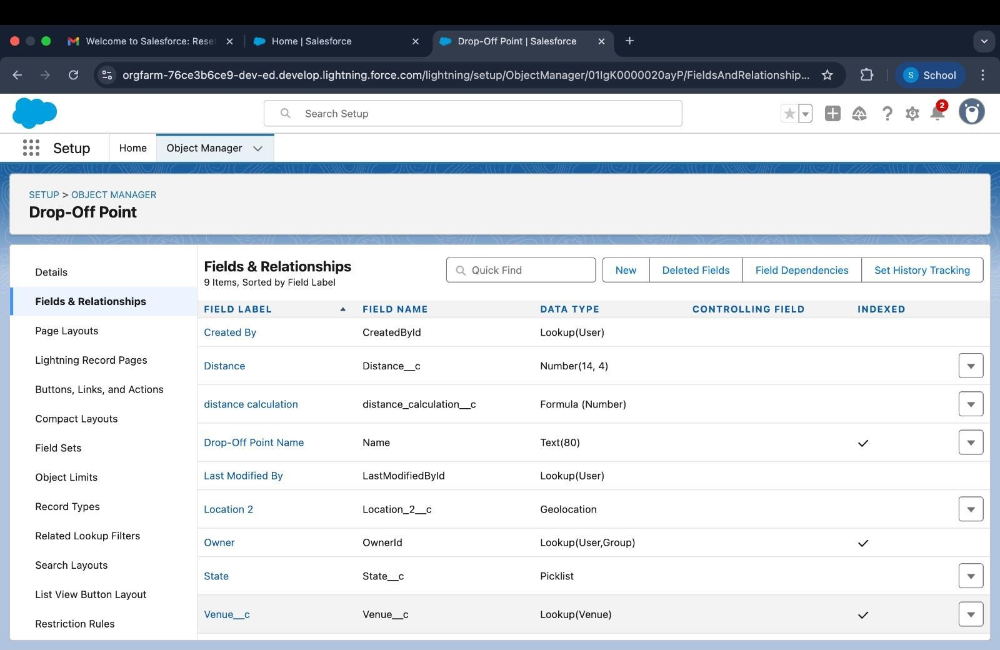 Welcome to Salesforce: Rese
Home | Salesforce
Drop-Off Point | Salesforce
orgfarm-76ce3b6ce9-dev-ed.develop.lightning.force.com/lightning/setup/ObjectManager/01IgK0000020ayP/FieldsAndRelationship...
S School
Search Setup
2
Setup
Home
Object Manager
SETUP > OBJECT MANAGER
Drop-Off Point
Details
Fields & Relationships
Page Layouts
Lightning Record Pages
Buttons, Links, and Actions
Compact Layouts
Field Sets
Object Limits
Record Types
Related Lookup Filters
Search Layouts
List View Button Layout
Restriction Rules
Fields & Relationships
9 Items, Sorted by Field Label
Quick Find
New
Deleted Fields
Field Dependencies
Set History Tracking
FIELD LABEL FIELD NAME DATA TYPE CONTROLLING FIELD INDEXED
Created By CreatedById Lookup(User)
Distance Distance__c Number(14, 4)
distance calculation distance_calculation__c Formula (Number)
Drop-Off Point Name Name Text(80)
Last Modified By LastModifiedById Lookup(User)
Location 2 Location_2__c Geolocation
Owner OwnerId Lookup(User,Group)
State State__c Picklist
Venue__c Venue__c Lookup(Venue)